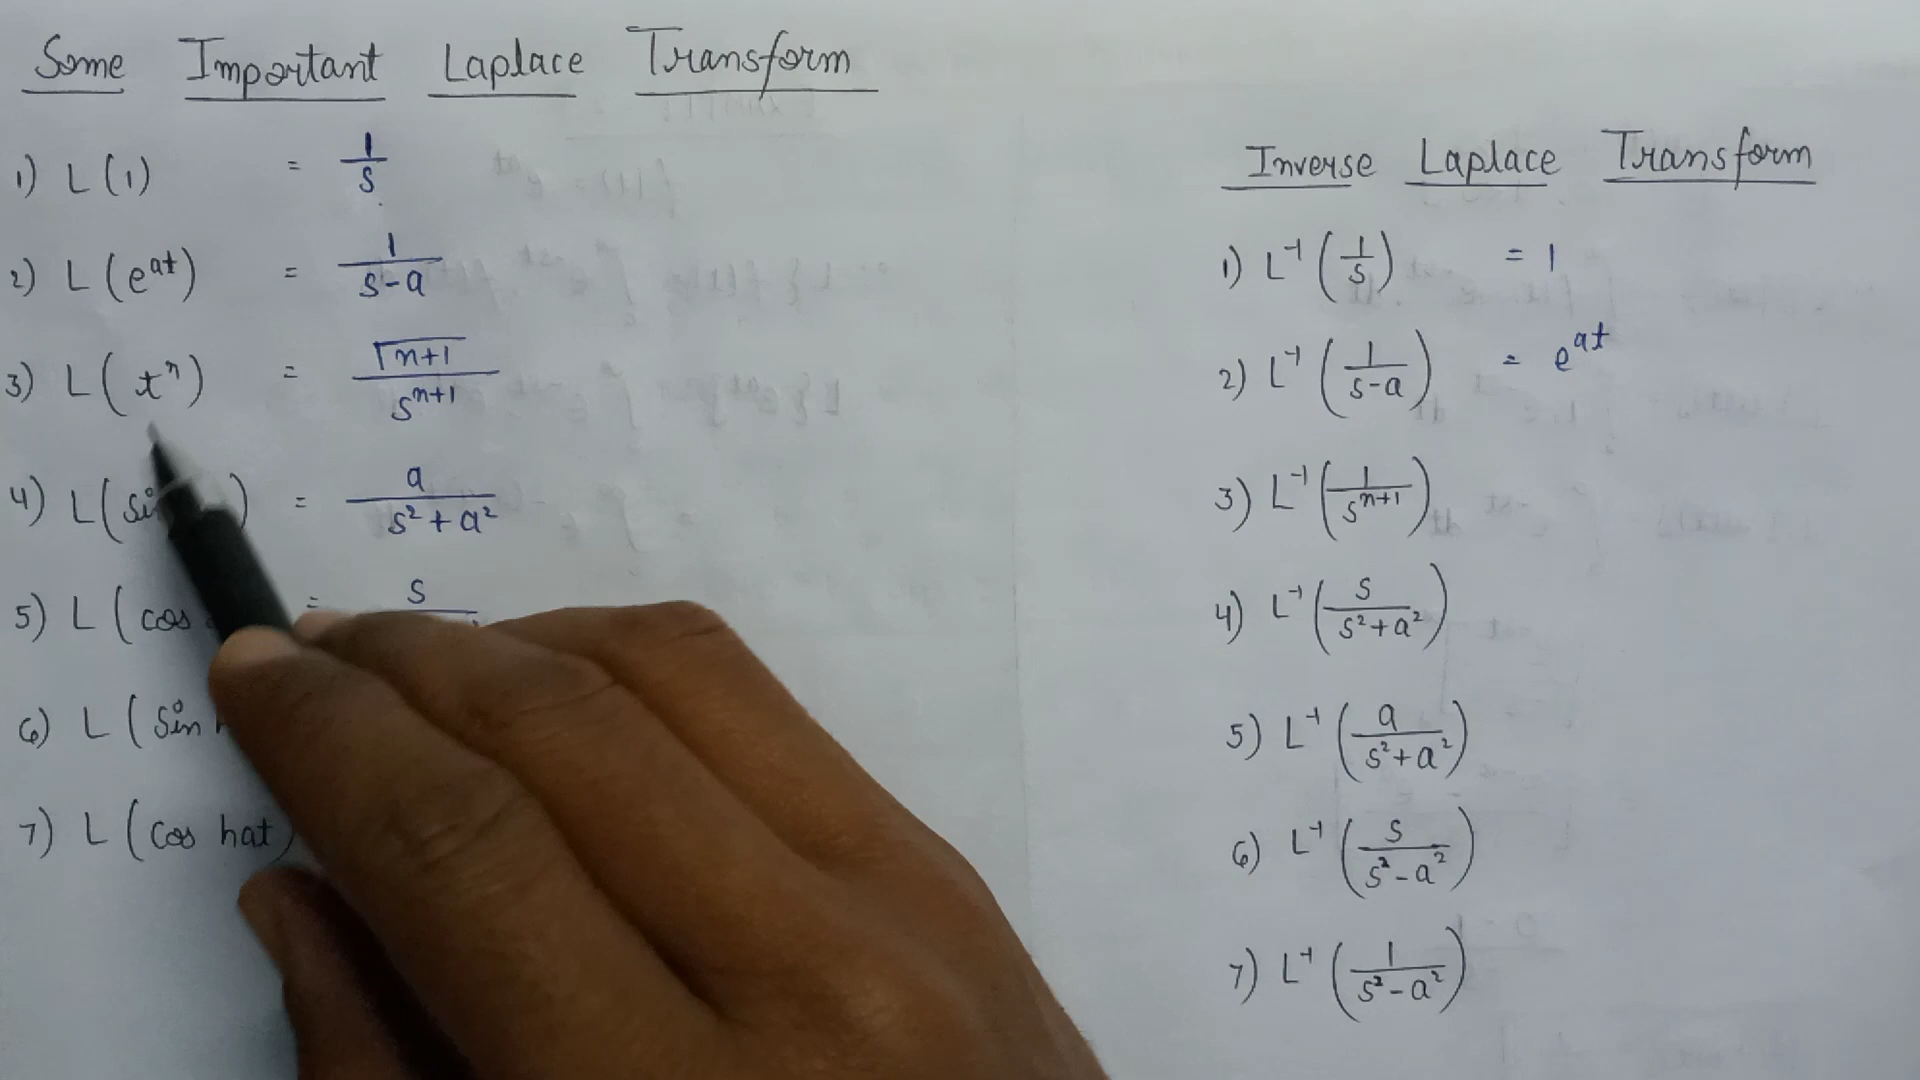 Some Important Laplace Transform
1) L(1) = 1/s
2) L(e^at) = 1/(s-a)
3) L(t^n) = Γn+1/s^n+1
4) L(si ) = a/(s²+a²)
5) L(cos = s
6) L(Sin
7) L(Cos hat)
Inverse Laplace Transform
1) L⁻¹(1/s) = 1
2) L⁻¹(1/(s-a)) = e^at
3) L⁻¹(1/s^n+1)
4) L⁻¹(s/(s²+a²))
5) L⁻¹(a/(s²+a²))
6) L⁻¹(s/(s²-a²))
7) L⁻¹(1/(s²-a²))